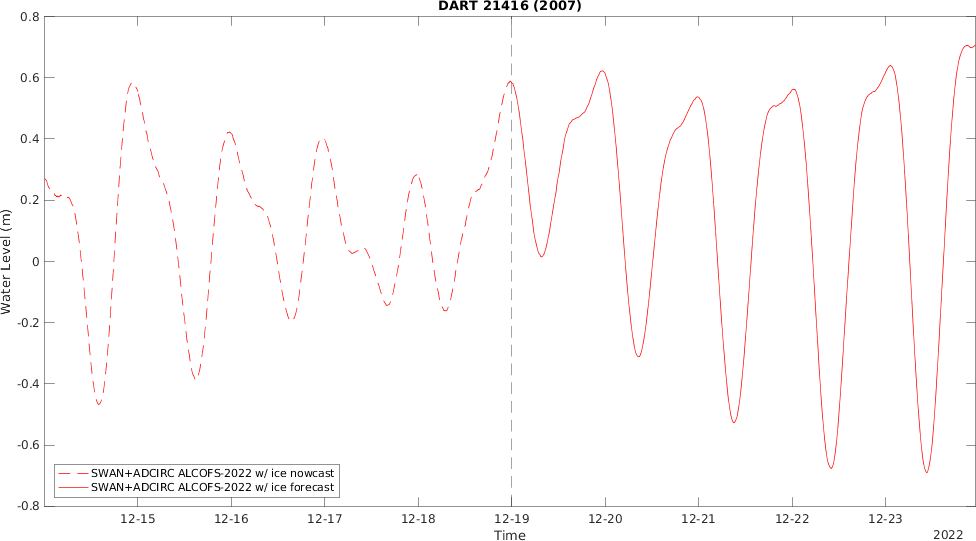 DART 21416 (2007)
0.8
0.6
0.4
0.2
0
-0.2
-0.4
-0.6
-0.8
Water Level (m)
SWAN+ADCIRC ALCOFS-2022 w/ ice nowcast
SWAN+ADCIRC ALCOFS-2022 w/ ice forecast
12-15 12-16 12-17 12-18 12-19 12-20 12-21 12-22 12-23
Time
2022